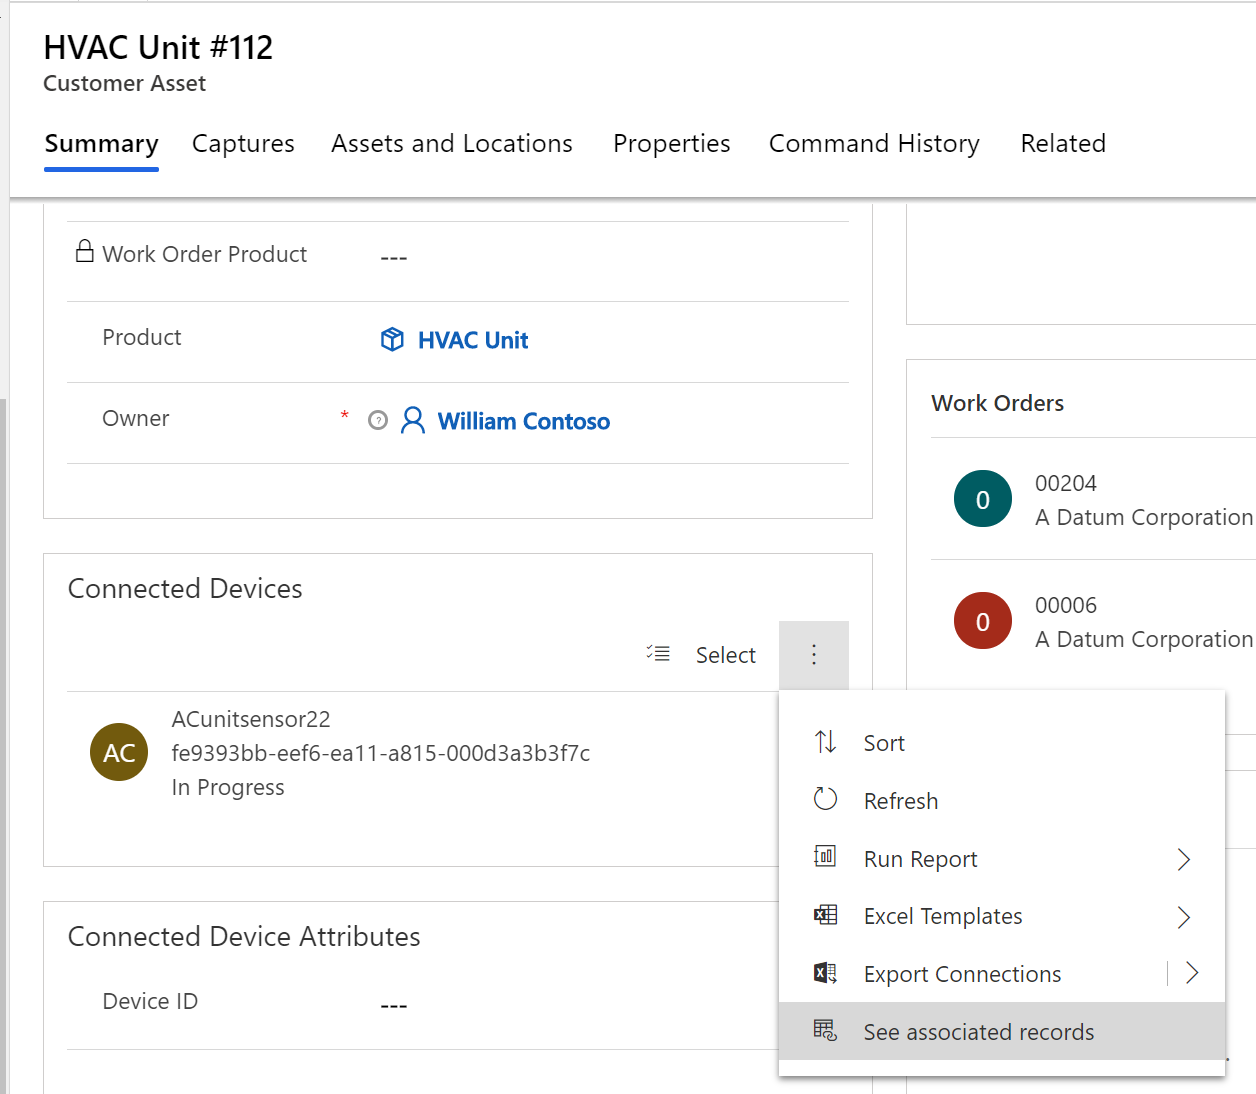 HVAC Unit #112
Customer Asset
Summary Captures Assets and Locations Properties Command History Related
Work Order Product ---
Product HVAC Unit
Owner * ? William Contoso
Connected Devices
Select
AC
ACunitsensor22
fe9393bb-eef6-ea11-a815-000d3a3b3f7c
In Progress
Connected Device Attributes
Device ID ---
Work Orders
0
00204
A Datum Corporation
0
00006
A Datum Corporation
Sort
Refresh
Run Report
Excel Templates
Export Connections
See associated records